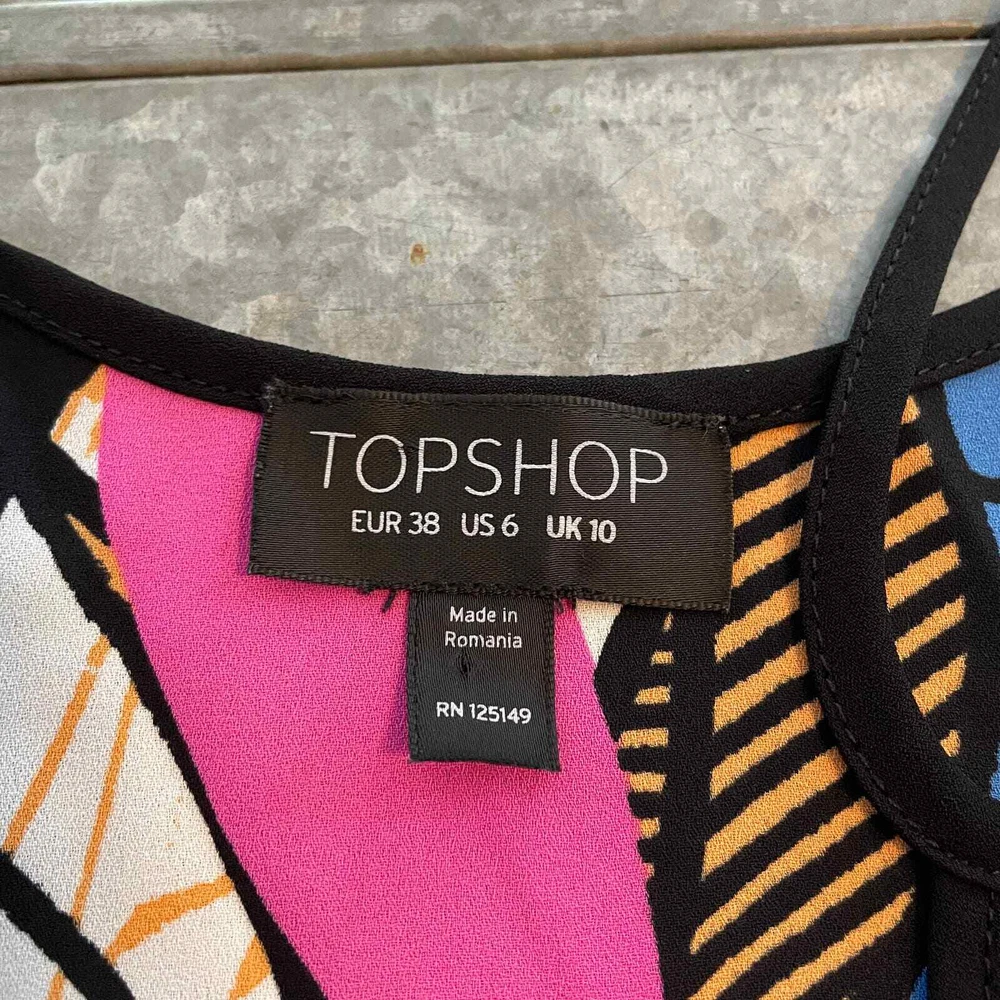 TOPSHOP
EUR 38 US 6 UK 10
Made in
Romania
RN 125149